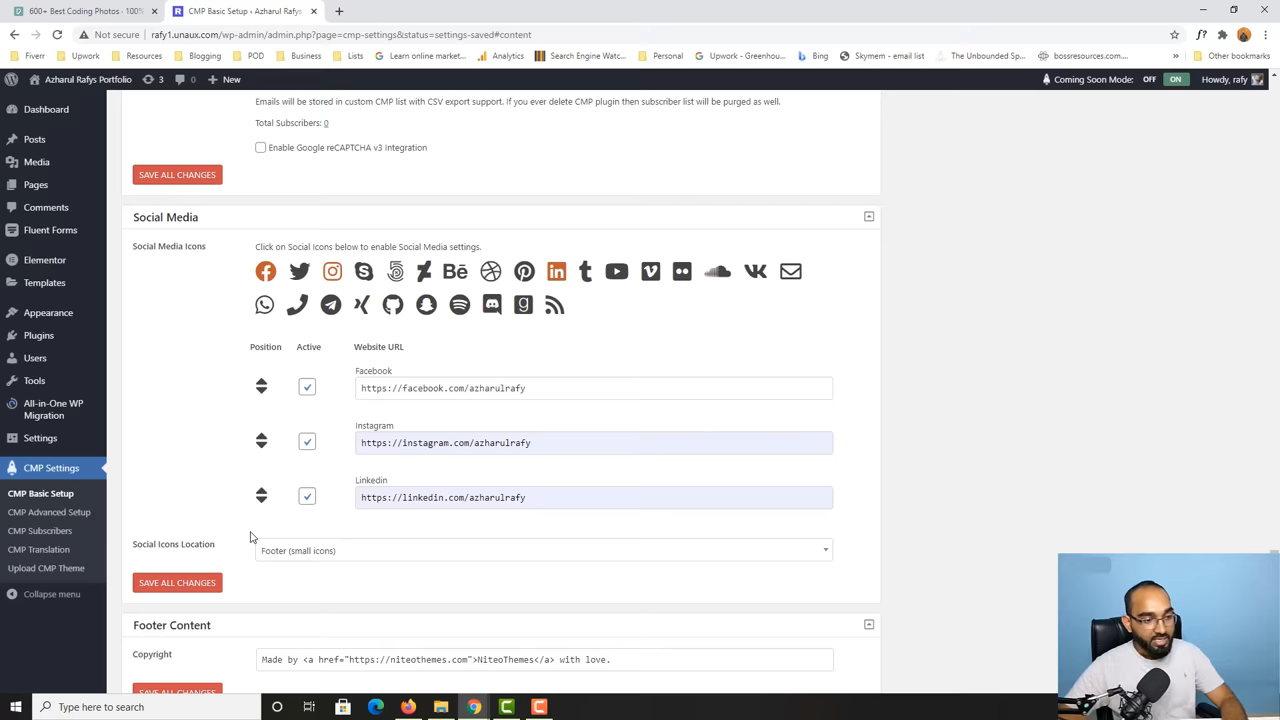 600+ Best Coding Photos · 100%
CMP Basic Setup ‹ Azharul Rafys
Not secure
rafy1.unaux.com/wp-admin/admin.php?page=cmp-settings&status=settings-saved#content
Fiverr
Upwork
Resources
Blogging
POD
Business
Lists
Learn online market...
Analytics
Search Engine Watc...
Personal
Upwork - Greenhou...
Bing
Skymem - email list
The Unbounded Sp...
bossresources.com...
Other bookmarks
Azharul Rafys Portfolio
3
0
New
Coming Soon Mode:
OFF
ON
Howdy, rafy
Dashboard
Posts
Media
Pages
Comments
Fluent Forms
Elementor
Templates
Appearance
Plugins
Users
Tools
All-in-One WP
Migration
Settings
CMP Settings
CMP Basic Setup
CMP Advanced Setup
CMP Subscribers
CMP Translation
Upload CMP Theme
Collapse menu
Emails will be stored in custom CMP list with CSV export support. If you ever delete CMP plugin then subscriber list will be purged as well.
Total Subscribers: 0
Enable Google reCAPTCHA v3 Integration
SAVE ALL CHANGES
Social Media
Social Media Icons
Click on Social Icons below to enable Social Media settings.
Position
Active
Website URL
Facebook
https://facebook.com/azharulrafy
Instagram
https://instagram.com/azharulrafy
Linkedin
https://linkedin.com/azharulrafy
Social Icons Location
Footer (small icons)
SAVE ALL CHANGES
Footer Content
Copyright
Made by <a href="https://niteothemes.com">NiteoThemes</a> with love.
SAVE ALL CHANGES
Type here to search